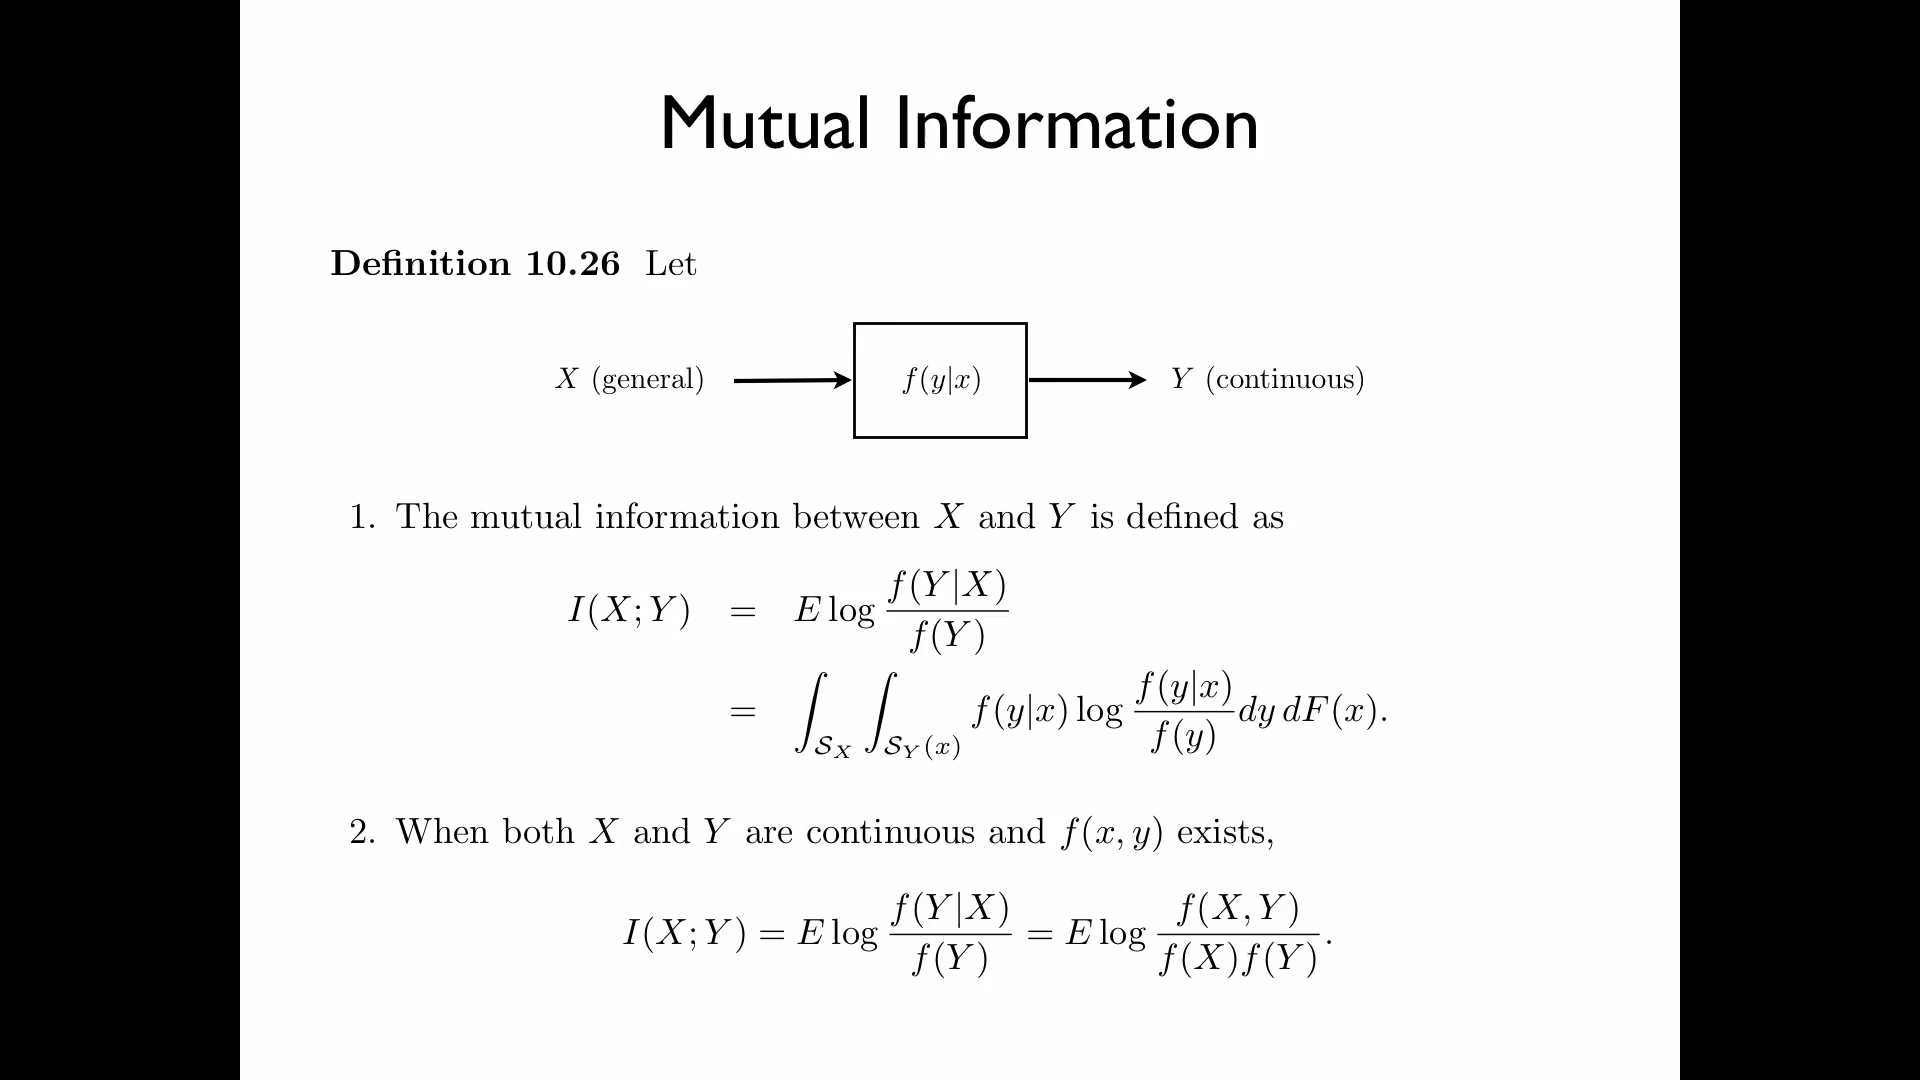 Mutual Information
Definition 10.26 Let
X (general) f(y|x) Y (continuous)
1. The mutual information between X and Y is defined as
I(X;Y) = E log f(Y|X) / f(Y)
= ∫_{S_X} ∫_{S_Y(x)} f(y|x) log f(y|x) / f(y) dy dF(x).
2. When both X and Y are continuous and f(x, y) exists,
I(X;Y) = E log f(Y|X) / f(Y) = E log f(X,Y) / f(X)f(Y).